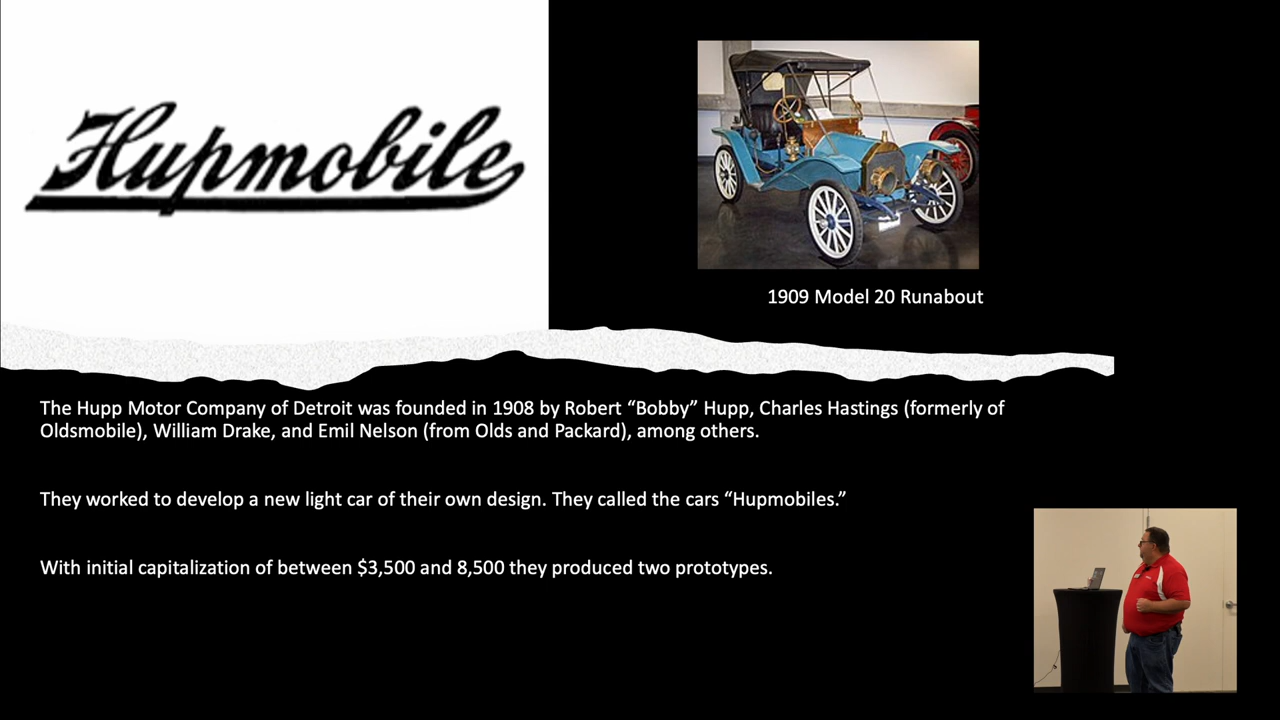 Hupmobile
1909 Model 20 Runabout
The Hupp Motor Company of Detroit was founded in 1908 by Robert “Bobby” Hupp, Charles Hastings (formerly of
Oldsmobile), William Drake, and Emil Nelson (from Olds and Packard), among others.
They worked to develop a new light car of their own design. They called the cars “Hupmobiles.”
With initial capitalization of between $3,500 and 8,500 they produced two prototypes.